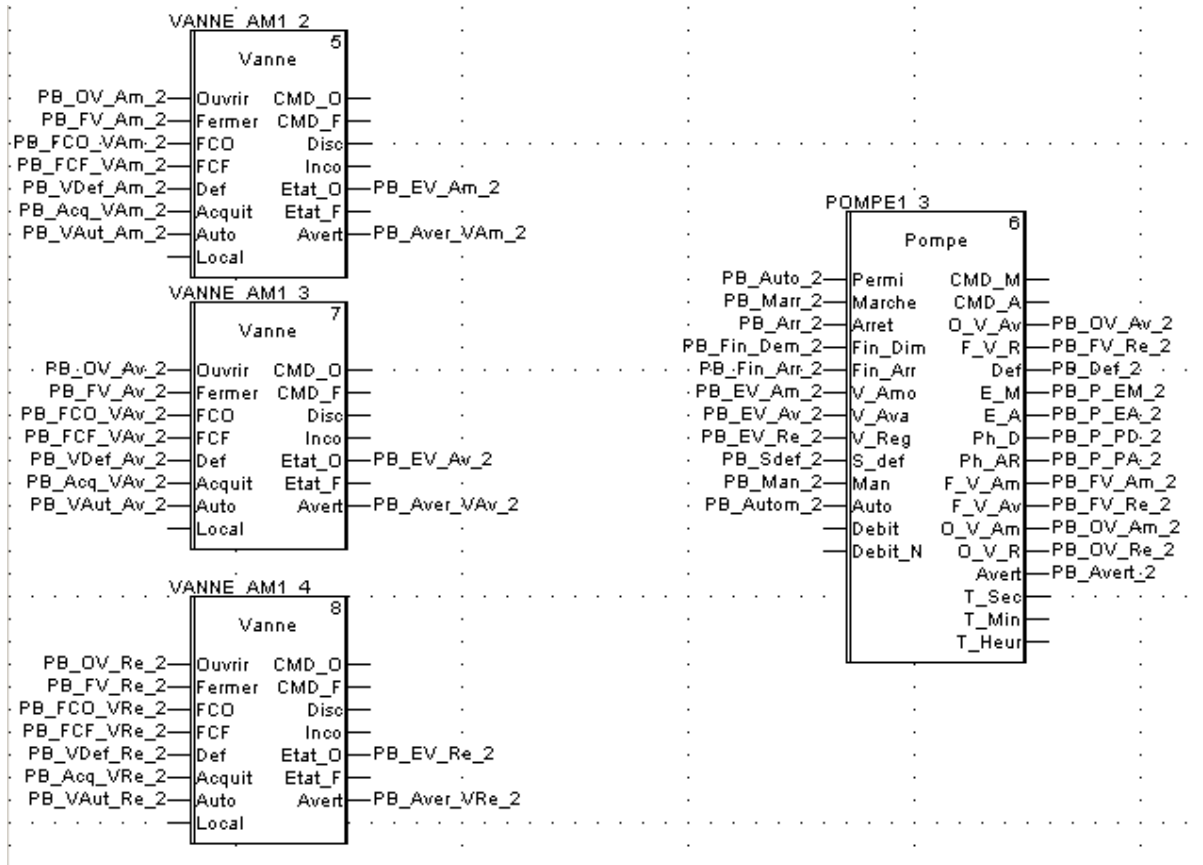 VANNE_AM1_2
5
Vanne
PB_OV_Am_2 Ouvrir CMD_O
PB_FV_Am_2 Fermer CMD_F
PB_FCO_VAm_2 FCO Disc
PB_FCF_VAm_2 FCF Inco
PB_VDef_Am_2 Def Etat_O PB_EV_Am_2
PB_Acq_VAm_2 Acquit Etat_F
PB_VAut_Am_2 Auto Avert PB_Aver_VAm_2
Local
VANNE_AM1_3
7
Vanne
PB_OV_Av_2 Ouvrir CMD_O
PB_FV_Av_2 Fermer CMD_F
PB_FCO_VAv_2 FCO Disc
PB_FCF_VAv_2 FCF Inco
PB_VDef_Av_2 Def Etat_O PB_EV_Av_2
PB_Acq_VAv_2 Acquit Etat_F
PB_VAut_Av_2 Auto Avert PB_Aver_VAv_2
Local
VANNE_AM1_4
8
Vanne
PB_OV_Re_2 Ouvrir CMD_O
PB_FV_Re_2 Fermer CMD_F
PB_FCO_VRe_2 FCO Disc
PB_FCF_VRe_2 FCF Inco
PB_VDef_Re_2 Def Etat_O PB_EV_Re_2
PB_Acq_VRe_2 Acquit Etat_F
PB_VAut_Re_2 Auto Avert PB_Aver_VRe_2
Local
POMPE1_3
6
Pompe
PB_Auto_2 Permi CMD_M
PB_Marr_2 Marche CMD_A
PB_Arr_2 Arret O_V_Av PB_OV_Av_2
PB_Fin_Dem_2 Fin_Dim F_V_R PB_FV_Re_2
PB_Fin_Arr_2 Fin_Arr Def PB_Def_2
PB_EV_Am_2 V_Amo E_M PB_P_EM_2
PB_EV_Av_2 V_Ava E_A PB_P_EA_2
PB_EV_Re_2 V_Reg Ph_D PB_P_PD_2
PB_Sdef_2 S_def Ph_AR PB_P_PA_2
PB_Man_2 Man F_V_Am PB_FV_Am_2
PB_Autom_2 Auto F_V_Av PB_FV_Re_2
Debit O_V_Am PB_OV_Am_2
Debit_N O_V_R PB_OV_Re_2
Avert PB_Avert_2
T_Sec
T_Min
T_Heur